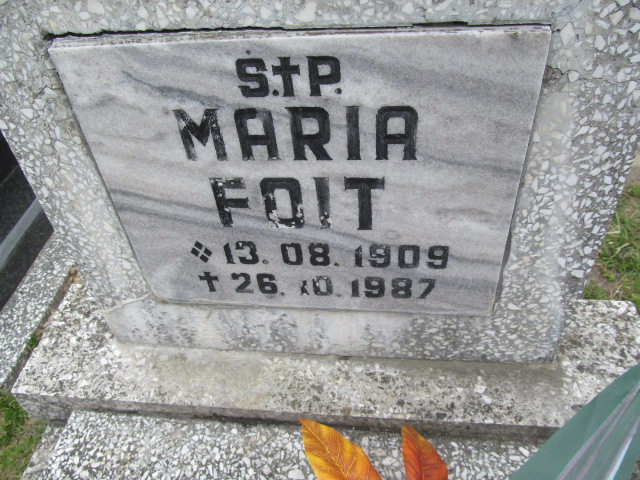 Ś.†P.
MARIA
FOIT
13. 08. 1909
† 26. 10. 1987